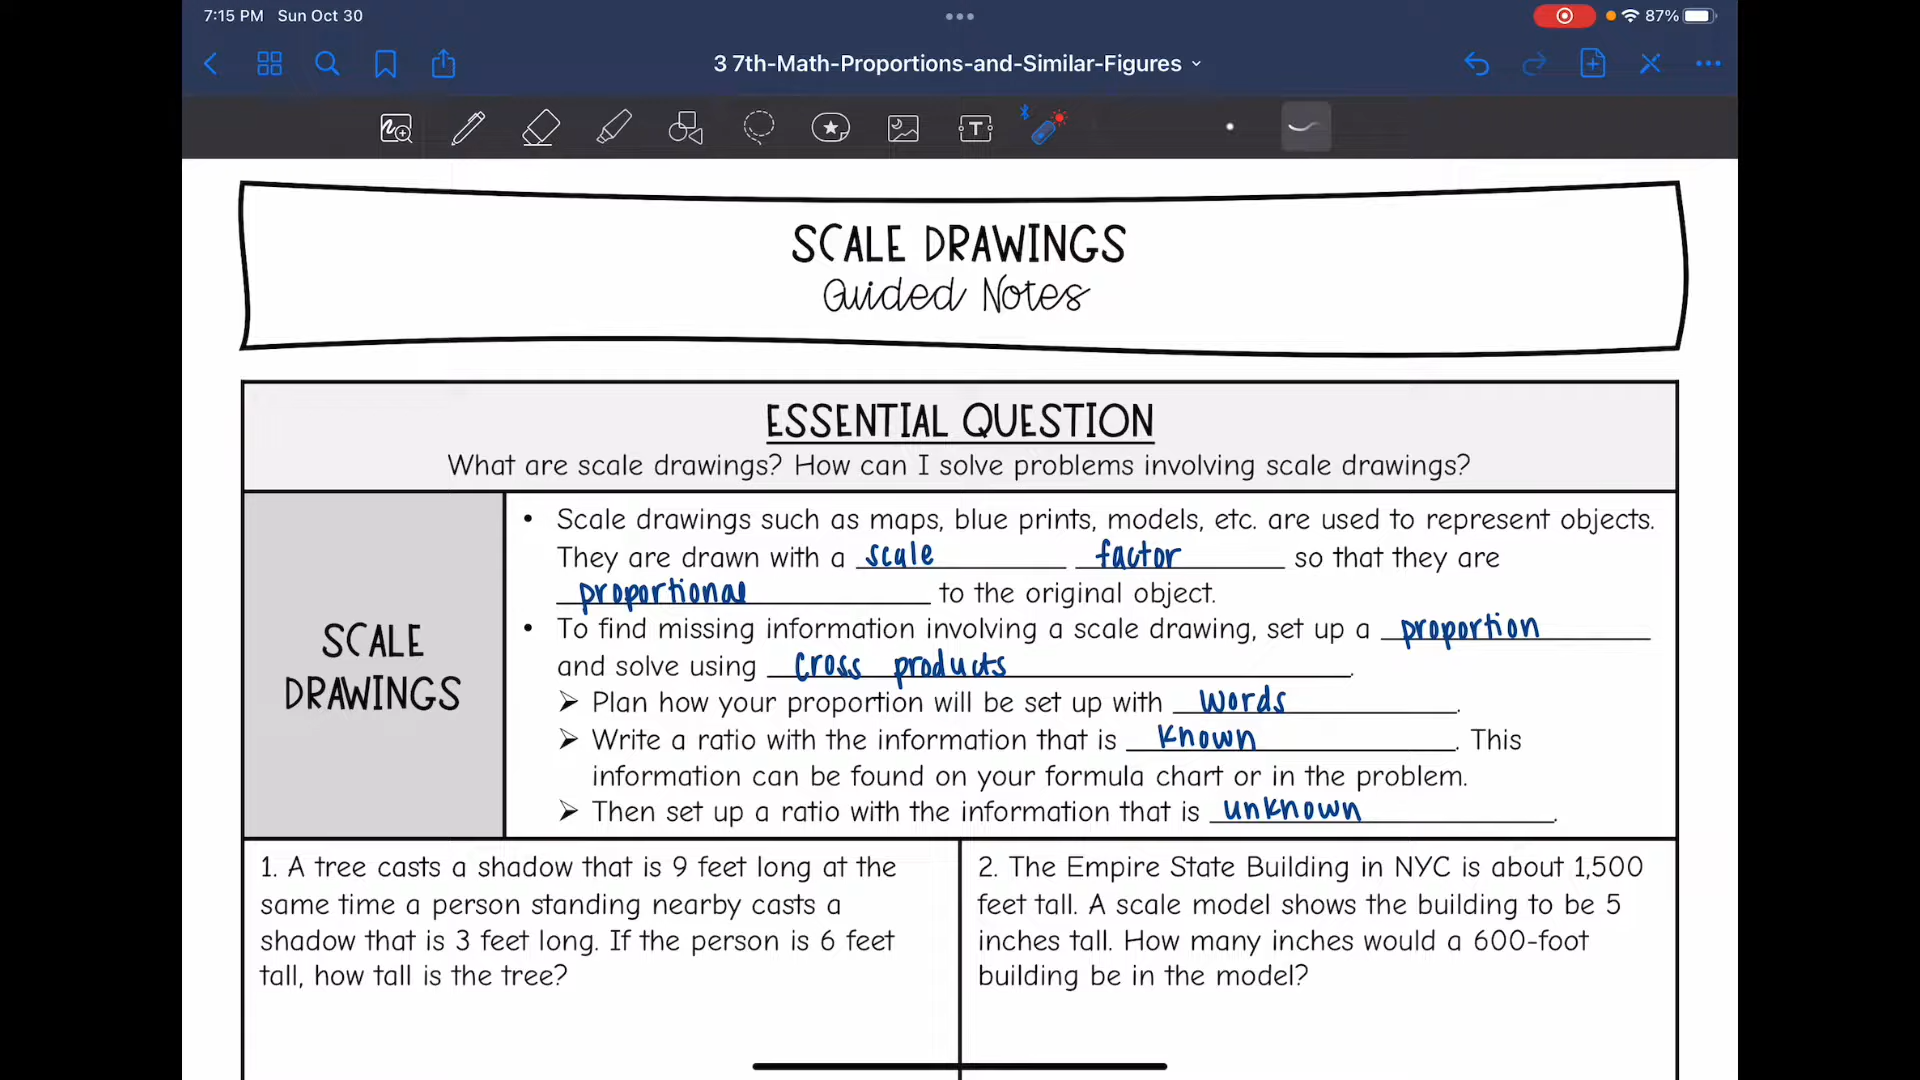 7:15 PM Sun Oct 30
87%
3 7th-Math-Proportions-and-Similar-Figures
T
SCALE DRAWINGS
Guided Notes
ESSENTIAL QUESTION
What are scale drawings? How can I solve problems involving scale drawings?
SCALE
DRAWINGS
• Scale drawings such as maps, blue prints, models, etc. are used to represent objects.
They are drawn with a scale factor so that they are
proportional to the original object.
• To find missing information involving a scale drawing, set up a proportion
and solve using cross products.
➢ Plan how your proportion will be set up with words.
➢ Write a ratio with the information that is known. This
information can be found on your formula chart or in the problem.
➢ Then set up a ratio with the information that is unknown.
1. A tree casts a shadow that is 9 feet long at the
same time a person standing nearby casts a
shadow that is 3 feet long. If the person is 6 feet
tall, how tall is the tree?
2. The Empire State Building in NYC is about 1,500
feet tall. A scale model shows the building to be 5
inches tall. How many inches would a 600-foot
building be in the model?